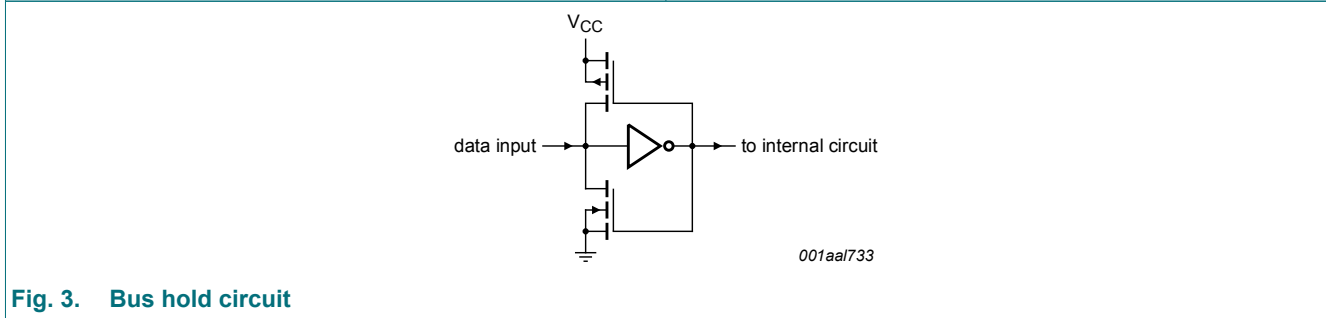 VCC
data input
to internal circuit
001aal733
Fig. 3. Bus hold circuit